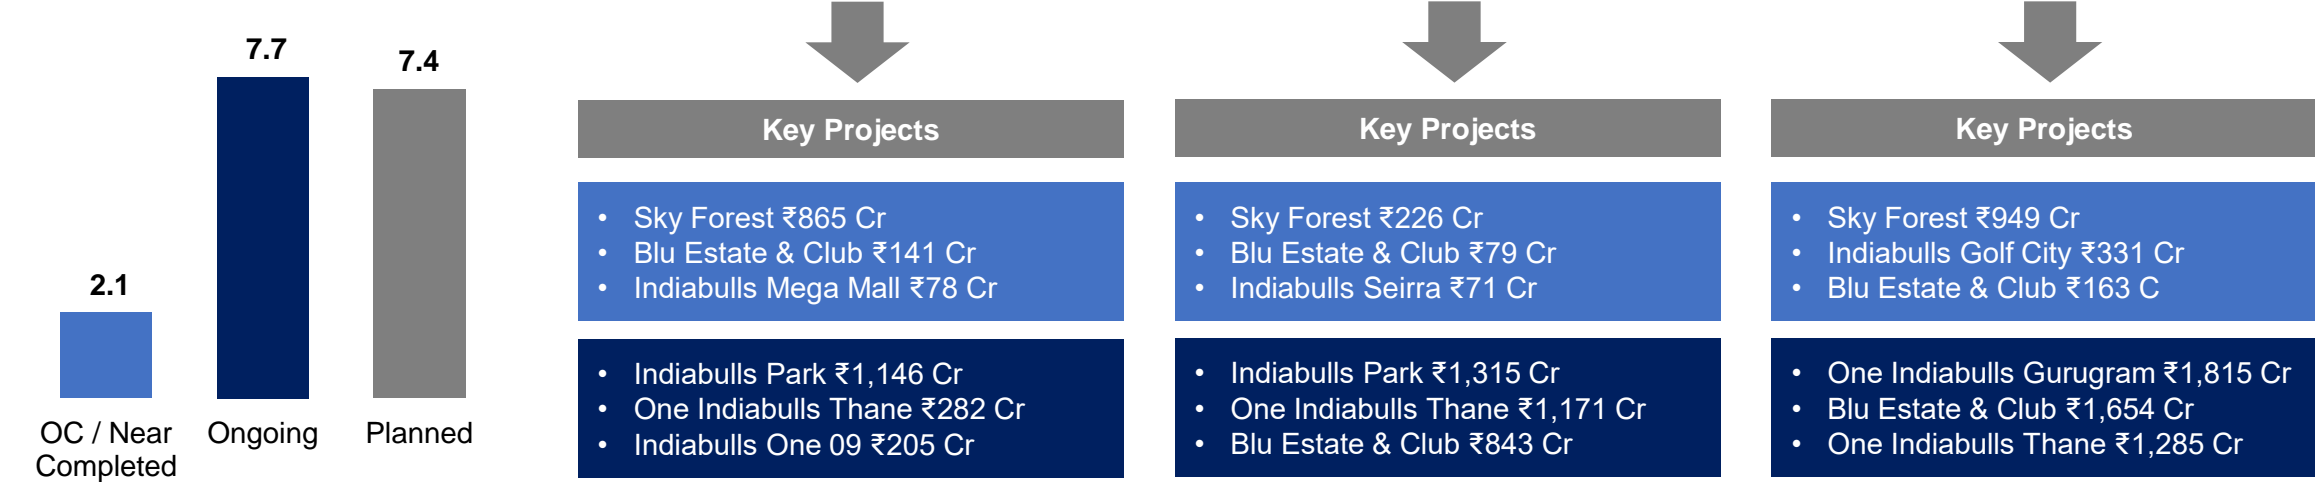 7.7
7.4
2.1
OC / Near
Completed
Ongoing
Planned
Key Projects
• Sky Forest ₹865 Cr
• Blu Estate & Club ₹141 Cr
• Indiabulls Mega Mall ₹78 Cr
• Indiabulls Park ₹1,146 Cr
• One Indiabulls Thane ₹282 Cr
• Indiabulls One 09 ₹205 Cr
Key Projects
• Sky Forest ₹226 Cr
• Blu Estate & Club ₹79 Cr
• Indiabulls Seirra ₹71 Cr
• Indiabulls Park ₹1,315 Cr
• One Indiabulls Thane ₹1,171 Cr
• Blu Estate & Club ₹843 Cr
Key Projects
• Sky Forest ₹949 Cr
• Indiabulls Golf City ₹331 Cr
• Blu Estate & Club ₹163 C
• One Indiabulls Gurugram ₹1,815 Cr
• Blu Estate & Club ₹1,654 Cr
• One Indiabulls Thane ₹1,285 Cr